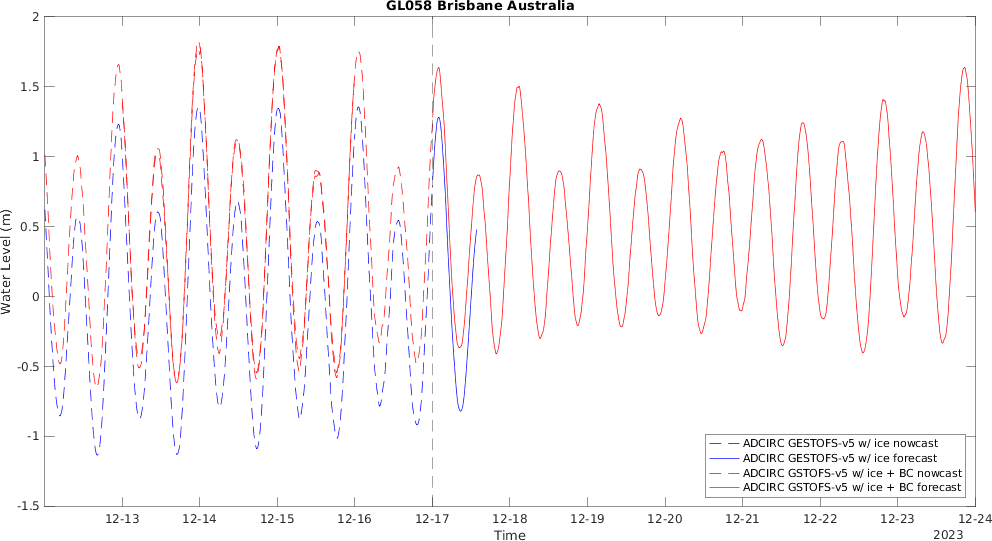 GL058 Brisbane Australia
2
1.5
1
0.5
0
-0.5
-1
-1.5
Water Level (m)
ADCIRC GESTOFS-v5 w/ ice nowcast
ADCIRC GESTOFS-v5 w/ ice forecast
ADCIRC GSTOFS-v5 w/ ice + BC nowcast
ADCIRC GSTOFS-v5 w/ ice + BC forecast
12-13 12-14 12-15 12-16 12-17 12-18 12-19 12-20 12-21 12-22 12-23 12-24
Time
2023